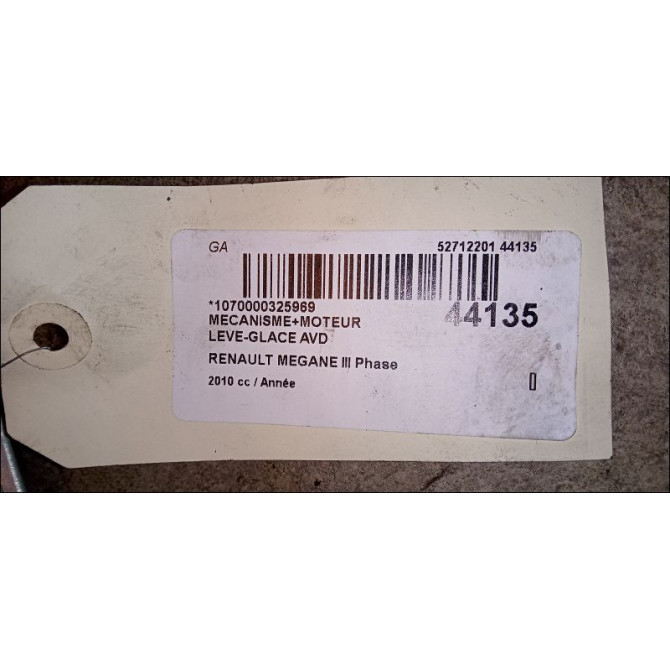 GA
52712201 44135
*1070000325969
44135
MECANISME+MOTEUR
LEVE-GLACE AVD
RENAULT MEGANE III Phase
2010 cc / Année